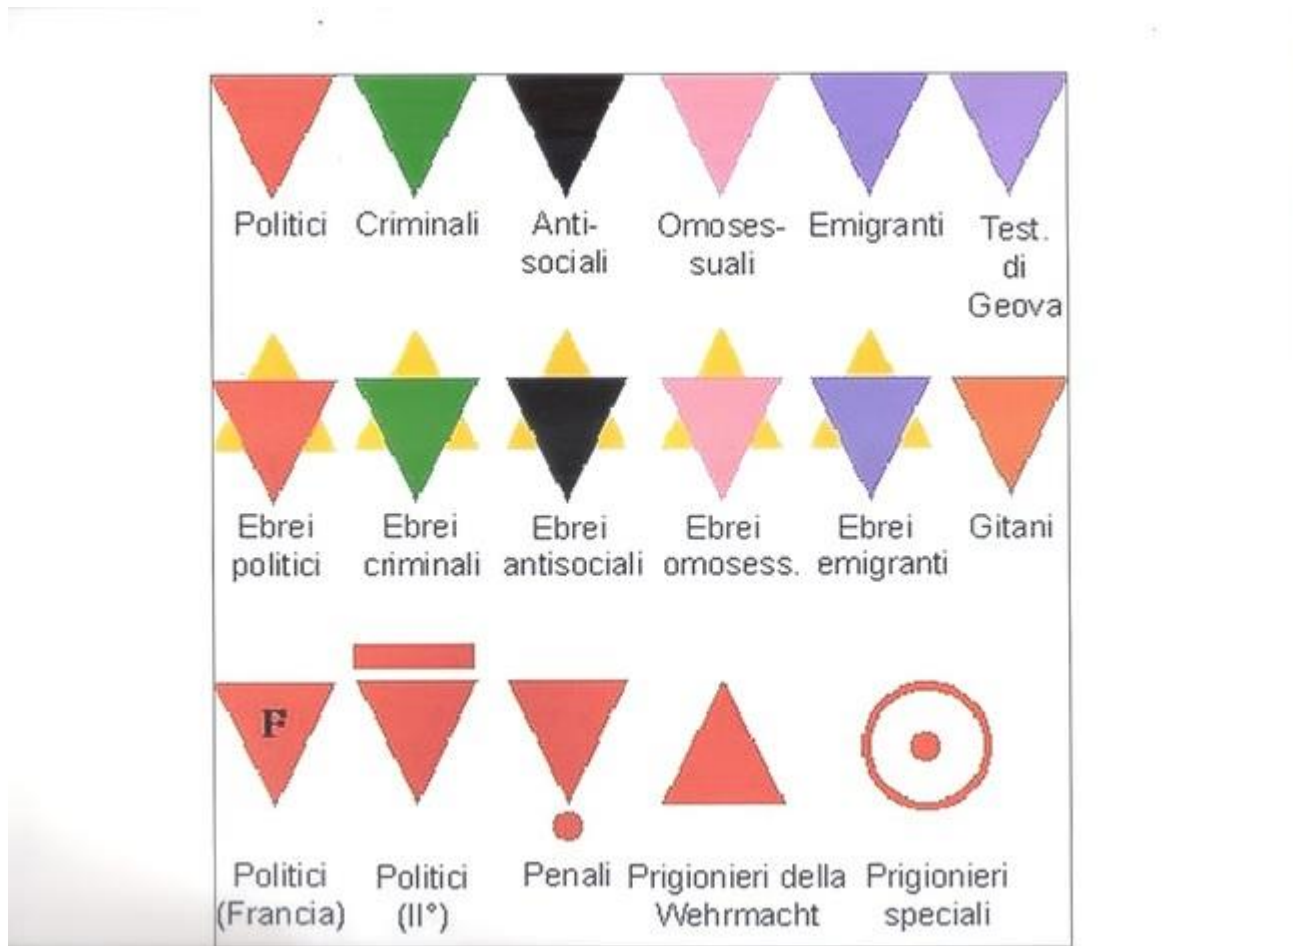 Politici Criminali Anti- Omoses- Emigranti Test.
sociali suali di
Geova
Ebrei Ebrei Ebrei Ebrei Ebrei Gitani
politici criminali antisociali omosess. emigranti
F
Politici Politici Penali Prigionieri della Prigionieri
(Francia) (II°) Wehrmacht speciali